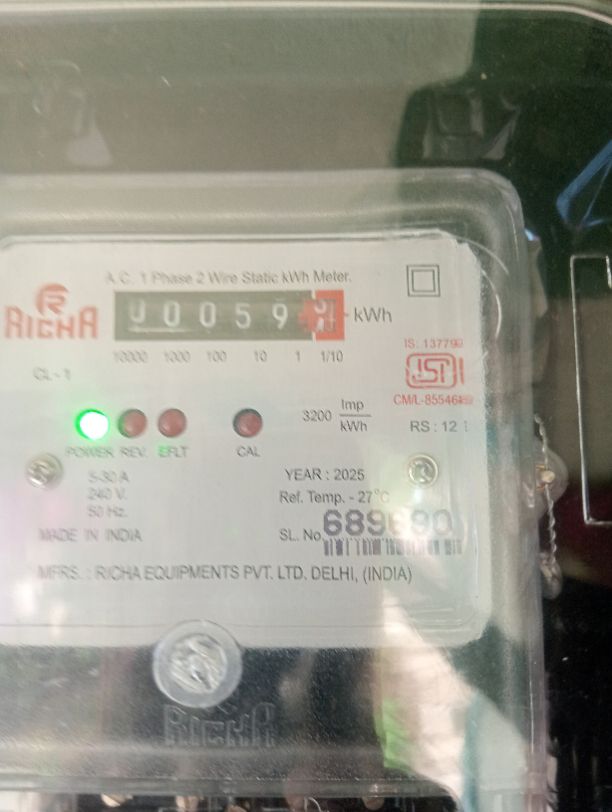 A.C. 1 Phase 2 Wire Static kWh Meter.
RICHA
0 0 0 5 9
kWh
10000 1000 100 10 1 1/10
IS: 13779
CL-1
ISI
3200 Imp/kWh
RS : 12
POWER REV. EFLT CAL
5-30 A
240 V.
50 Hz.
YEAR : 2025
Ref. Temp. - 27°C
MADE IN INDIA
SL. No.
MFRS. : RICHA EQUIPMENTS PVT. LTD. DELHI, (INDIA)
RICHA